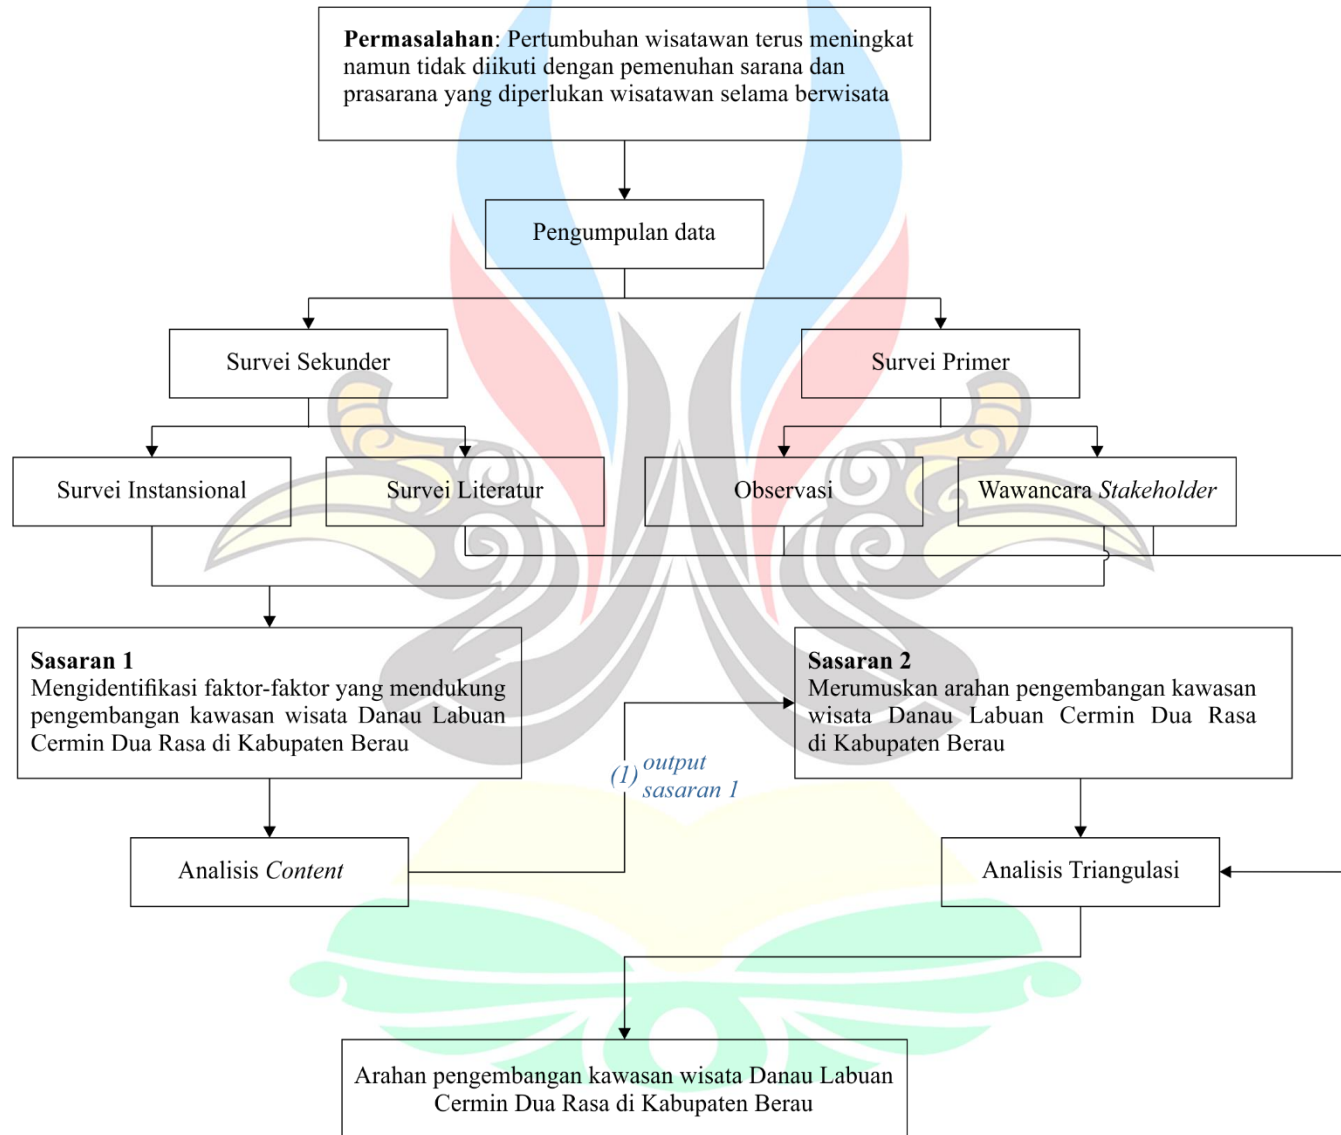 Permasalahan: Pertumbuhan wisatawan terus meningkat
namun tidak diikuti dengan pemenuhan sarana dan
prasarana yang diperlukan wisatawan selama berwisata
Pengumpulan data
Survei Sekunder
Survei Primer
Survei Instansional
Survei Literatur
Observasi
Wawancara Stakeholder
Sasaran 1
Mengidentifikasi faktor-faktor yang mendukung
pengembangan kawasan wisata Danau Labuan
Cermin Dua Rasa di Kabupaten Berau
Sasaran 2
Merumuskan arahan pengembangan kawasan
wisata Danau Labuan Cermin Dua Rasa
di Kabupaten Berau
(1) output
sasaran 1
Analisis Content
Analisis Triangulasi
Arahan pengembangan kawasan wisata Danau Labuan
Cermin Dua Rasa di Kabupaten Berau